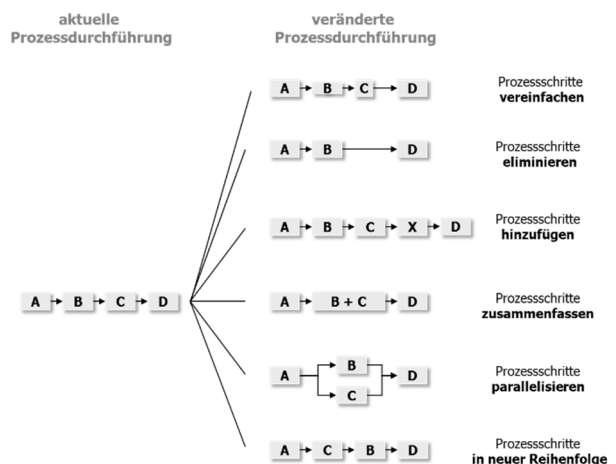 aktuelle
Prozessdurchführung
veränderte
Prozessdurchführung
A B C D
A B C D
Prozessschritte
vereinfachen
A B D
Prozessschritte
eliminieren
A B C X D
Prozessschritte
hinzufügen
A B + C D
Prozessschritte
zusammenfassen
A B C D
Prozessschritte
parallelisieren
A C B D
Prozessschritte
in neuer Reihenfolge